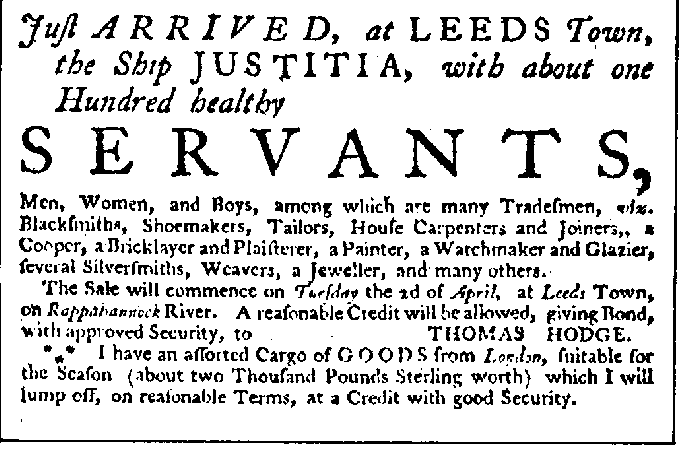 Juſt ARRIVED, at LEEDS Town,
the Ship JUSTITIA, with about one
Hundred healthy
SERVANTS,
Men, Women, and Boys, among which are many Tradeſmen, viz.
Blackſmiths, Shoemakers, Tailors, Houſe Carpenters and Joiners, a
Cooper, a Bricklayer and Plaiſterer, a Painter, a Watchmaker and Glazier,
ſeveral Silverſmiths, Weavers, a Jeweller, and many others.
The Sale will commence on Tueſday the 2d of April, at Leeds Town,
on Rappahannock River. A reaſonable Credit will be allowed, giving Bond,
with approved Security, to THOMAS HODGE.
*⁎* I have an aſſorted Cargo of GOODS from London, ſuitable for
the Seaſon (about two Thouſand Pounds Sterling worth) which I will
lump off, on reaſonable Terms, at a Credit with good Security.